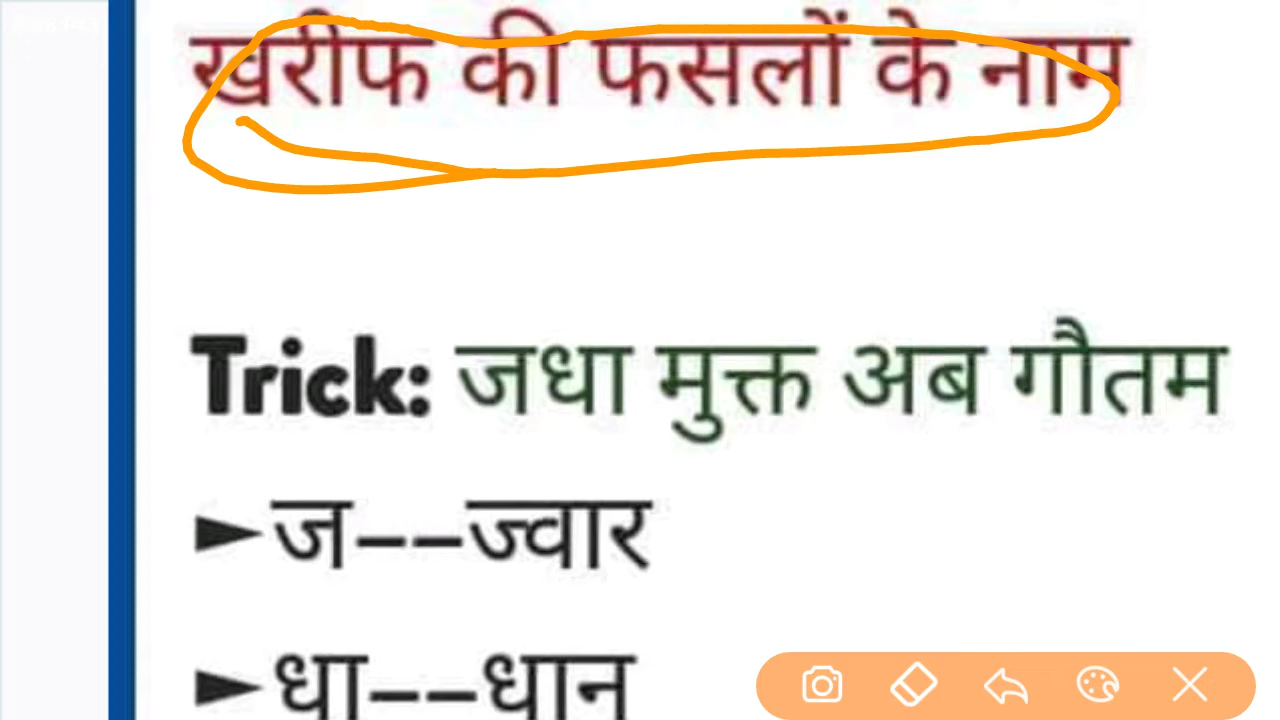 खरीफ की फसलों के नाम
Trick: जधा मुक्त अब गौतम
►ज––ज्वार
►धा––धान